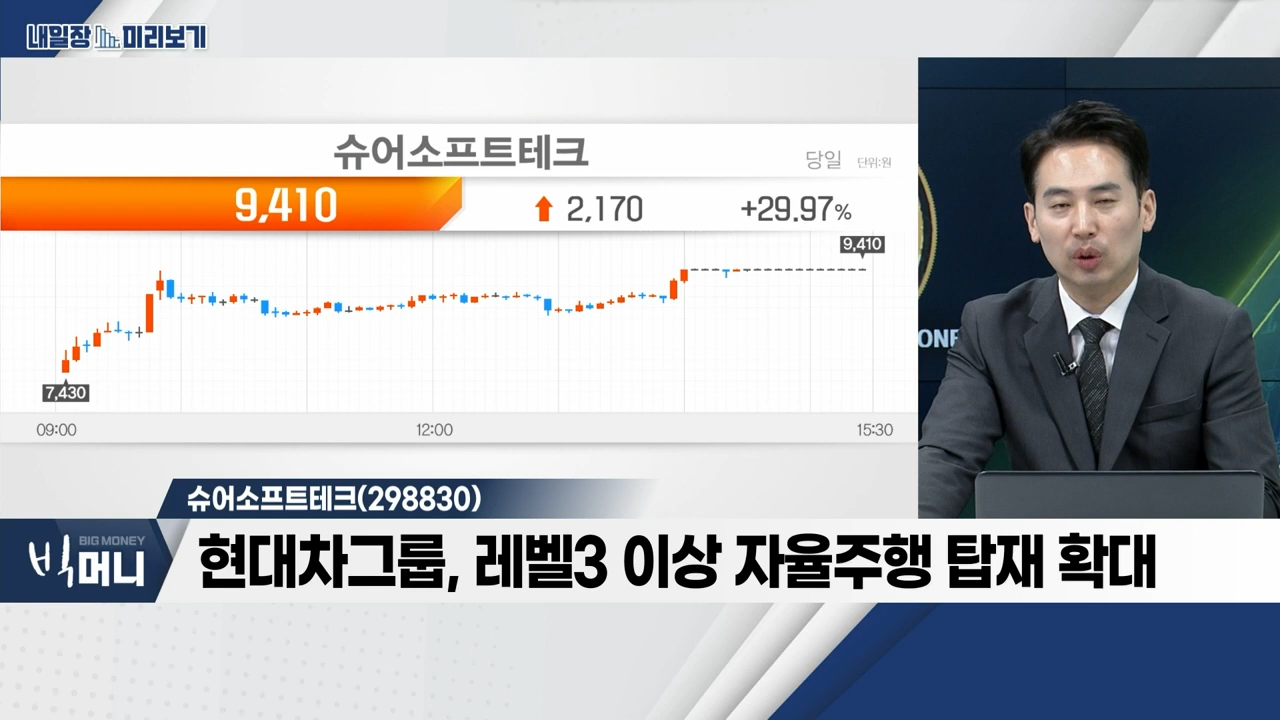 내일장 미리보기
슈어소프트테크
당일 단위:원
9,410 2,170 +29.97%
9,410
7,430
09:00 12:00 15:30
슈어소프트테크(298830)
BIG MONEY
빅머니
현대차그룹, 레벨3 이상 자율주행 탑재 확대